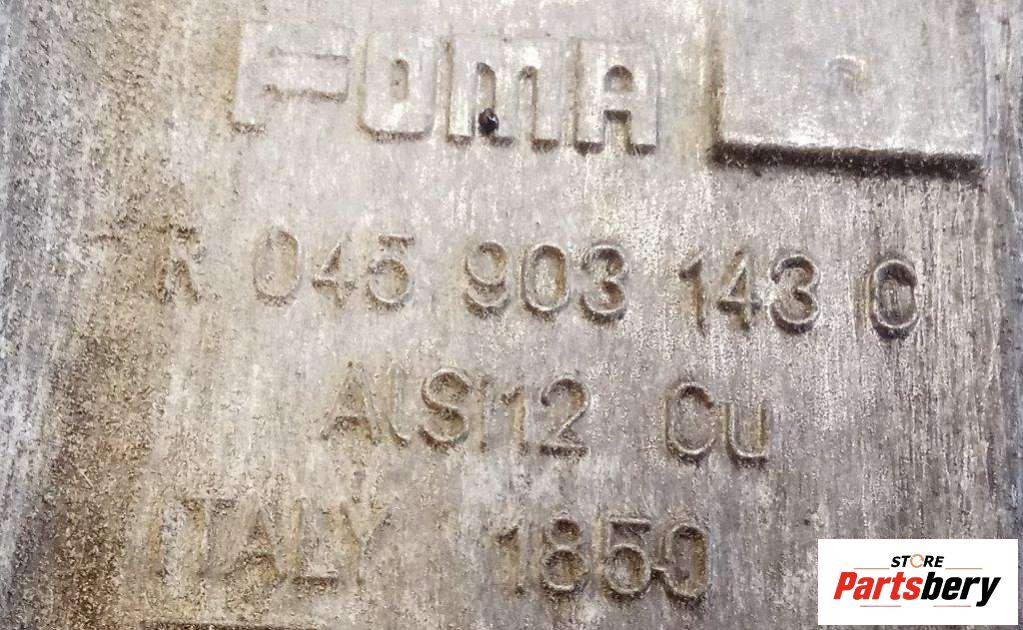 FOMA
R 045 903 143 C
AlSi12 Cu
ITALY 1850
STORE
Partsbery